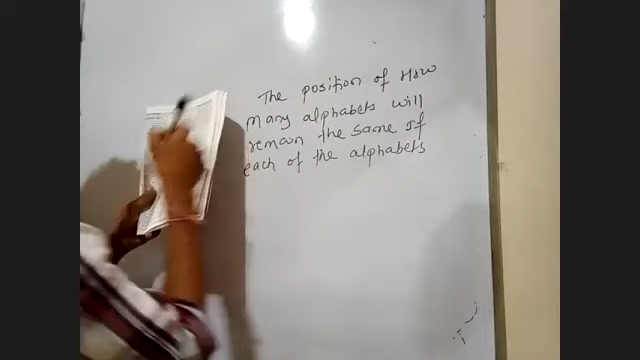 The position of How
many alphabets will
remain the same If
each of the alphabets